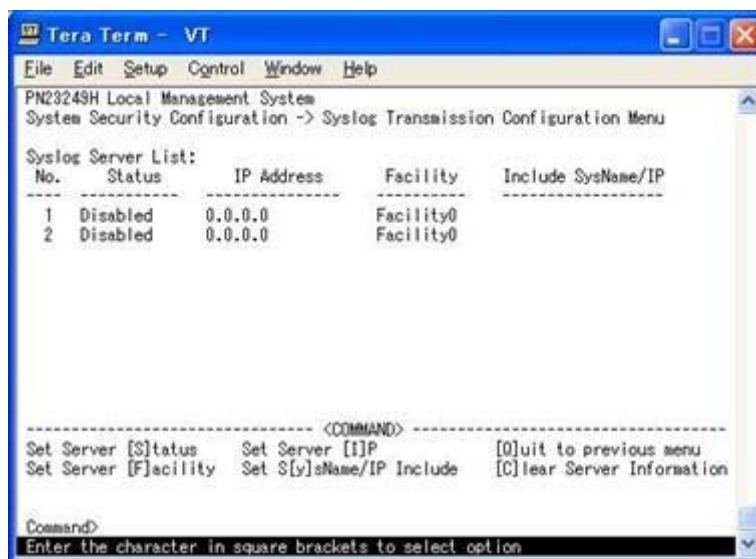 Tera Term - VT
File Edit Setup Control Window Help
PN23249H Local Management System
System Security Configuration -> Syslog Transmission Configuration Menu
Syslog Server List:
No. Status IP Address Facility Include SysName/IP
---- ----------- --------------- ---------- ------------------
1 Disabled 0.0.0.0 Facility0
2 Disabled 0.0.0.0 Facility0
-------------------------------- <COMMAND> -----------------------------------
Set Server [S]tatus Set Server [I]P [Q]uit to previous menu
Set Server [F]acility Set S[y]sName/IP Include [C]lear Server Information
Command>
Enter the character in square brackets to select option